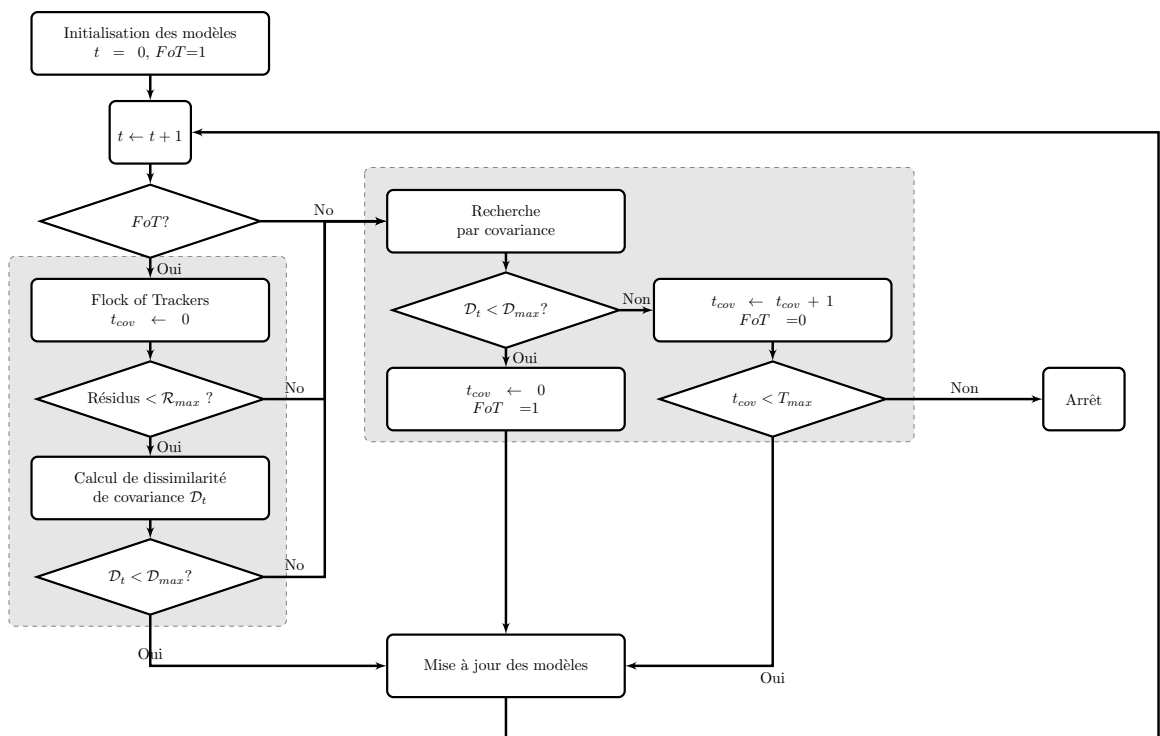 Initialisation des modèles
t = 0, FoT=1
t ← t + 1
FoT?
No
Oui
Flock of Trackers
t_cov ← 0
Résidus < R_max ?
No
Oui
Calcul de dissimilarité
de covariance D_t
D_t < D_max?
No
Oui
Recherche
par covariance
D_t < D_max?
Non
Oui
t_cov ← 0
FoT =1
t_cov ← t_cov + 1
FoT =0
t_cov < T_max
Non
Oui
Arrêt
Mise à jour des modèles